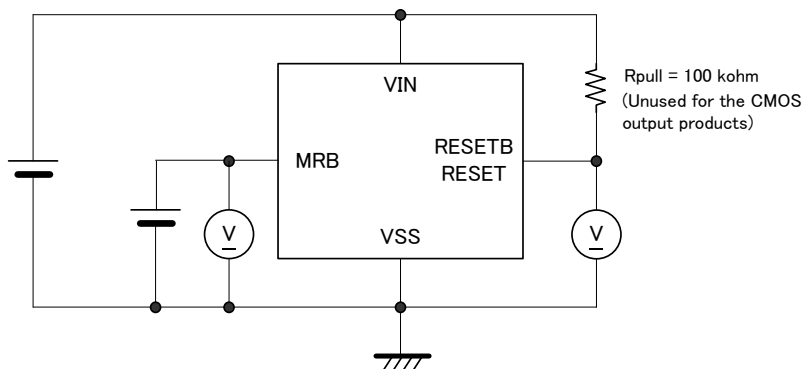 VIN
Rpull = 100 kohm
(Unused for the CMOS
output products)
MRB
RESETB
RESET
V
VSS
V